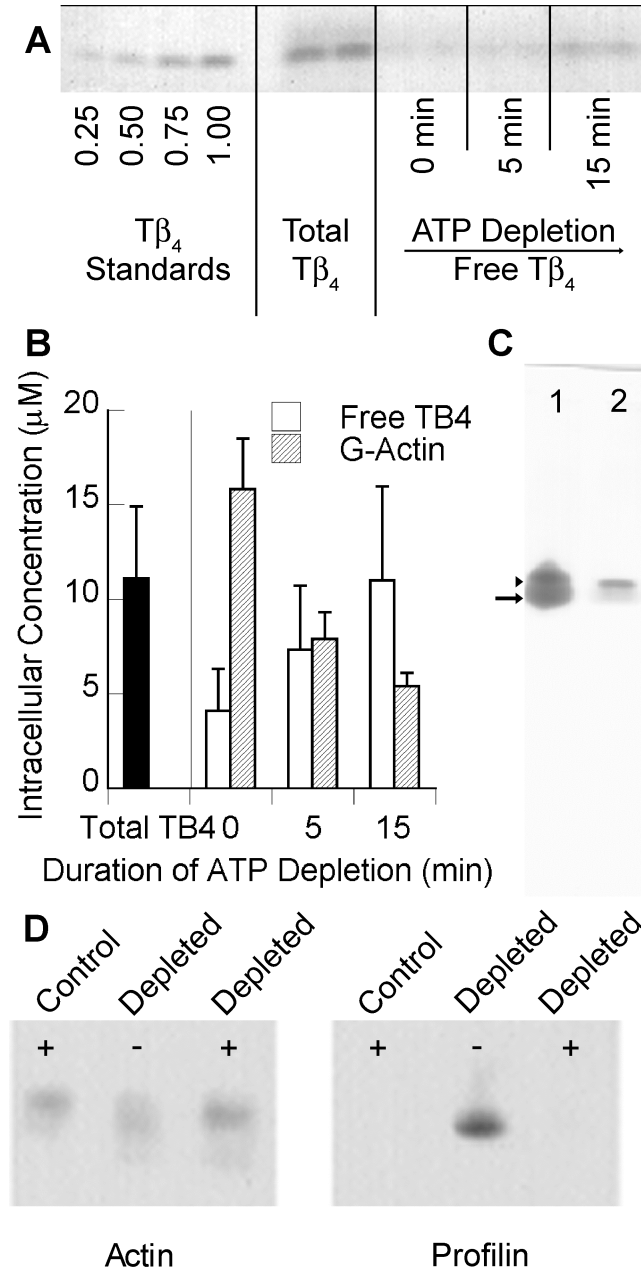 A
0.25
0.50
0.75
1.00
0 min
5 min
15 min
Tβ4
Standards
Total
Tβ4
ATP Depletion
Free Tβ4
B
Intracellular Concentration (μM)
20
15
10
5
0
Free TB4
G-Actin
Total TB4 0 5 15
Duration of ATP Depletion (min)
C
1 2
D
Control Depleted Depleted
+ - +
Actin
Control Depleted Depleted
+ - +
Profilin